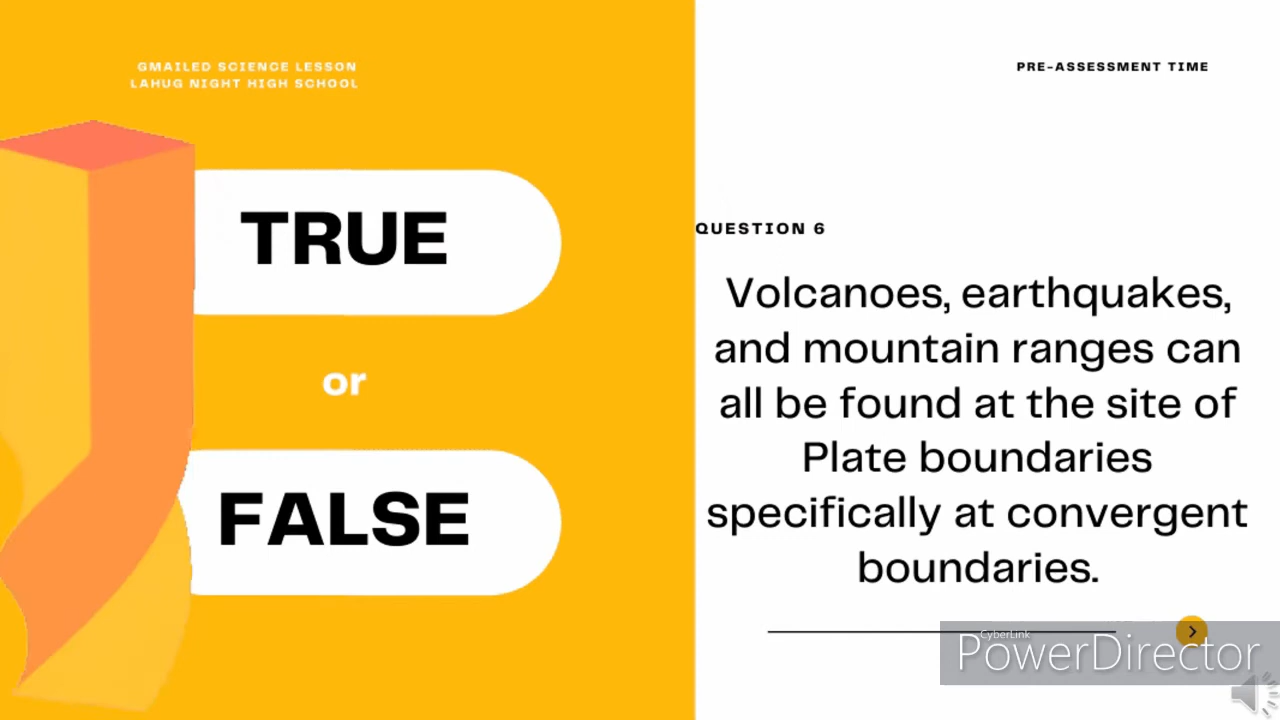 GMAILED SCIENCE LESSON
LAHUG NIGHT HIGH SCHOOL
TRUE
or
FALSE
PRE-ASSESSMENT TIME
QUESTION 6
Volcanoes, earthquakes,
and mountain ranges can
all be found at the site of
Plate boundaries
specifically at convergent
boundaries.
CyberLink
PowerDirector